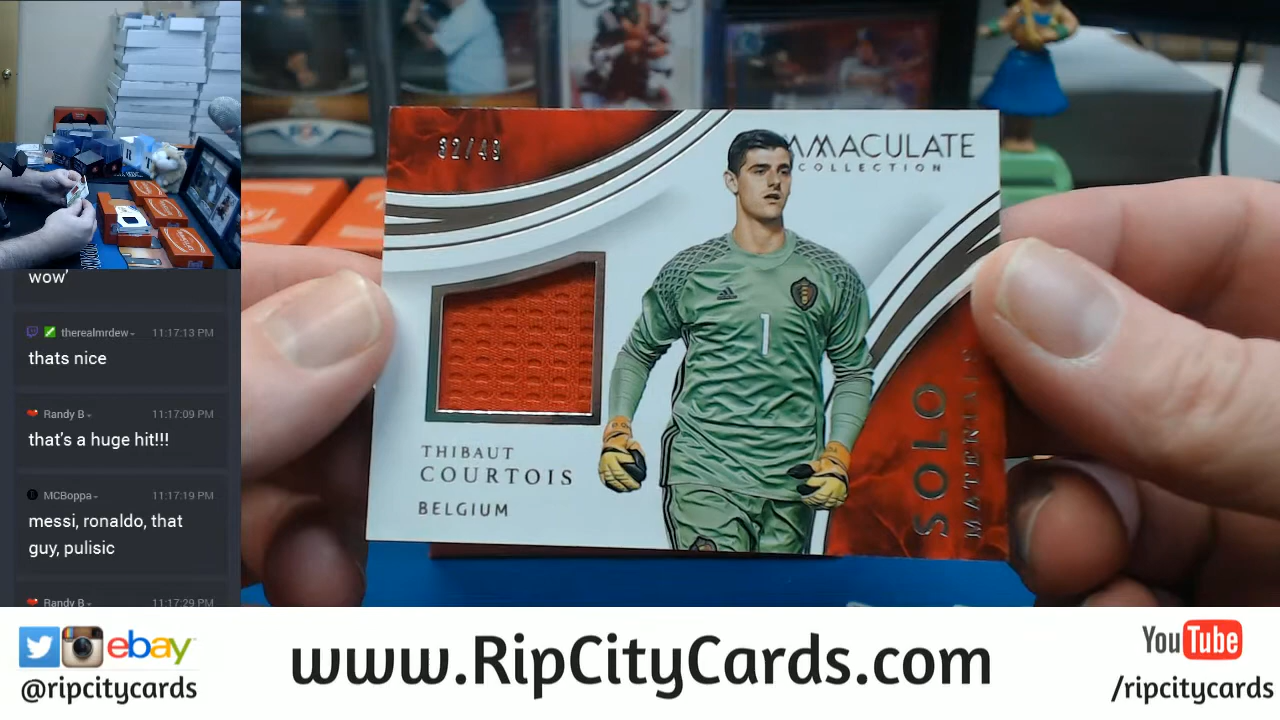 wow’
therealmrdew 11:17:13 PM
thats nice
Randy B 11:17:09 PM
that's a huge hit!!!
MCBoppa 11:17:19 PM
messi, ronaldo, that
guy, pulisic
Randy B 11:17:29 PM
32/49
IMMACULATE
COLLECTION
1
THIBAUT
COURTOIS
BELGIUM
SOLO
MATERIALS
ebay
@ripcitycards
www.RipCityCards.com
YouTube
/ripcitycards